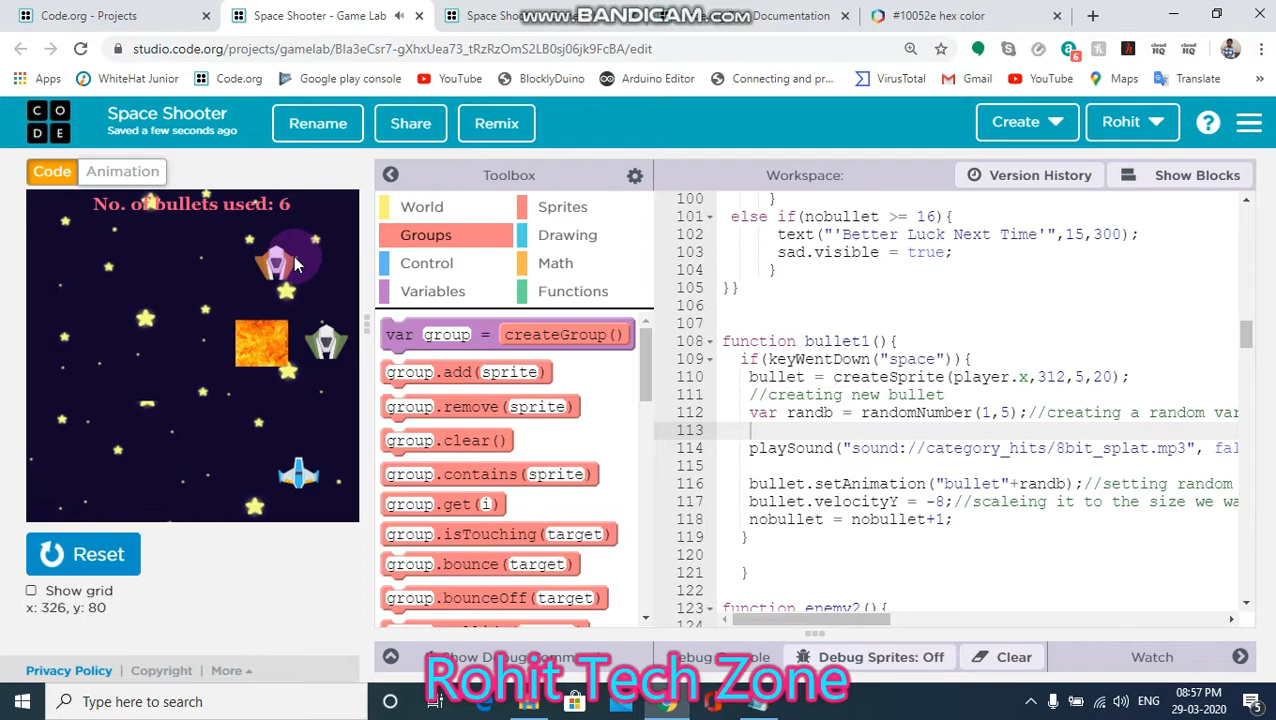 Code.org - Projects
Space Shooter - Game Lab
Space Sho
www.BANDICAM.com
Documentation
#10052e hex color
studio.code.org/projects/gamelab/BIa3eCsr7-gXhxUea73_tRzRzOmS2LB0sj06jk9FcBA/edit
Apps
WhiteHat Junior
Code.org
Google play console
YouTube
BlocklyDuino
Arduino Editor
Connecting and pr...
VirusTotal
Gmail
YouTube
Maps
Translate
CODE
Space Shooter
Saved a few seconds ago
Rename
Share
Remix
Create
Rohit
Code
Animation
Toolbox
Workspace:
Version History
Show Blocks
No. of bullets used: 6
World
Sprites
Groups
Drawing
Control
Math
Variables
Functions
var group = createGroup()
group.add(sprite)
group.remove(sprite)
group.clear()
group.contains(sprite)
group.get(i)
group.isTouching(target)
group.bounce(target)
group.bounceOff(target)
100 }
101 else if(nobullet >= 16){
102 text("'Better Luck Next Time'",15,300);
103 sad.visible = true;
104 }
105 }}
106
107
108 function bullet1(){
109 if(keyWentDown("space")){
110 bullet = createSprite(player.x,312,5,20);
111 //creating new bullet
112 var randb = randomNumber(1,5);//creating a random var
113
114 playSound("sound://category_hits/8bit_splat.mp3", fal
115
116 bullet.setAnimation("bullet"+randb);//setting random
117 bullet.velocityY = -8;//scaleing it to the size we wa
118 nobullet = nobullet+1;
119 }
120
121 }
122
123 function enemy2(){
124
Reset
Show grid
x: 326, y: 80
Show Debug Comm
ebug Console
Debug Sprites: Off
Clear
Watch
Privacy Policy
Copyright
More
Rohit Tech Zone
Type here to search
ENG
08:57 PM
29-03-2020
5